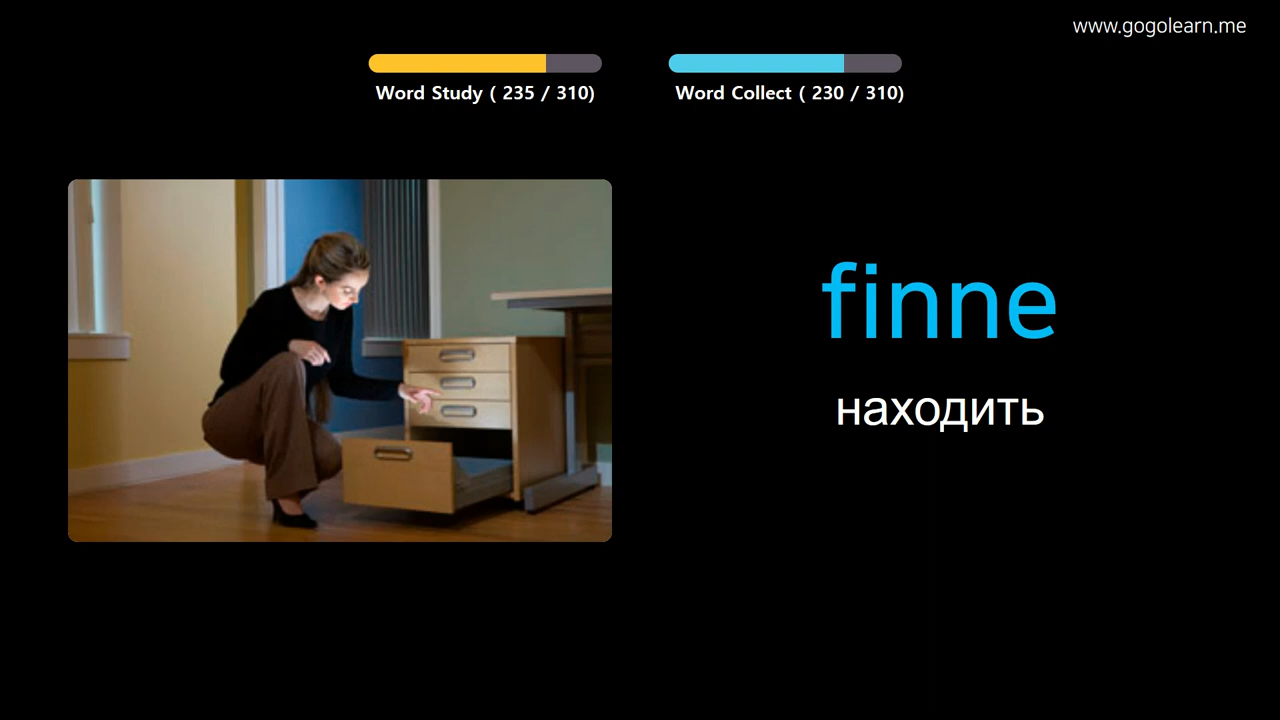 www.gogolearn.me
Word Study ( 235 / 310)
Word Collect ( 230 / 310)
finne
находить